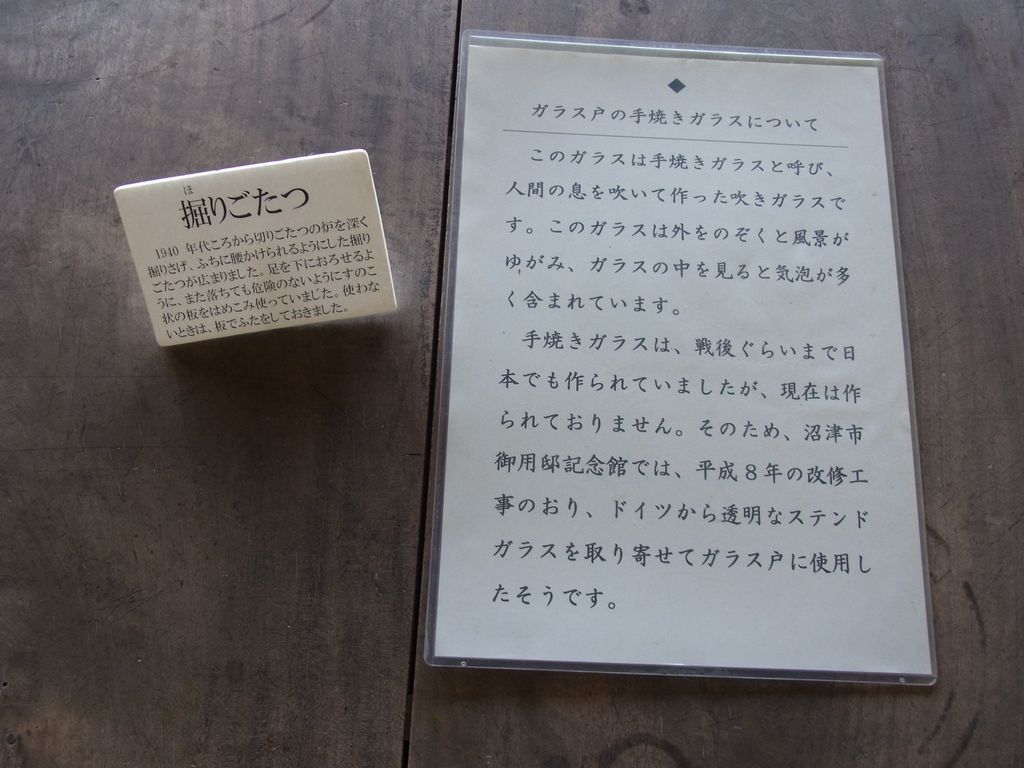 ほ
掘りごたつ
1940 年代ころから切りごたつの炉を深く
掘りさげ、ふちに腰かけられるようにした掘り
ごたつが広まりました。足を下におろせるよ
うに、また落ちても危険のないようにすのこ
状の板をはめこみ使っていました。使わな
いときは、板でふたをしておきました。
◆
ガラス戸の手焼きガラスについて
このガラスは手焼きガラスと呼び、
人間の息を吹いて作った吹きガラスで
す。このガラスは外をのぞくと風景が
ゆがみ、ガラスの中を見ると気泡が多
く含まれています。
手焼きガラスは、戦後ぐらいまで日
本でも作られていましたが、現在は作
られておりません。そのため、沼津市
御用邸記念館では、平成8年の改修工
事のおり、ドイツから透明なステンド
ガラスを取り寄せてガラス戸に使用し
たそうです。